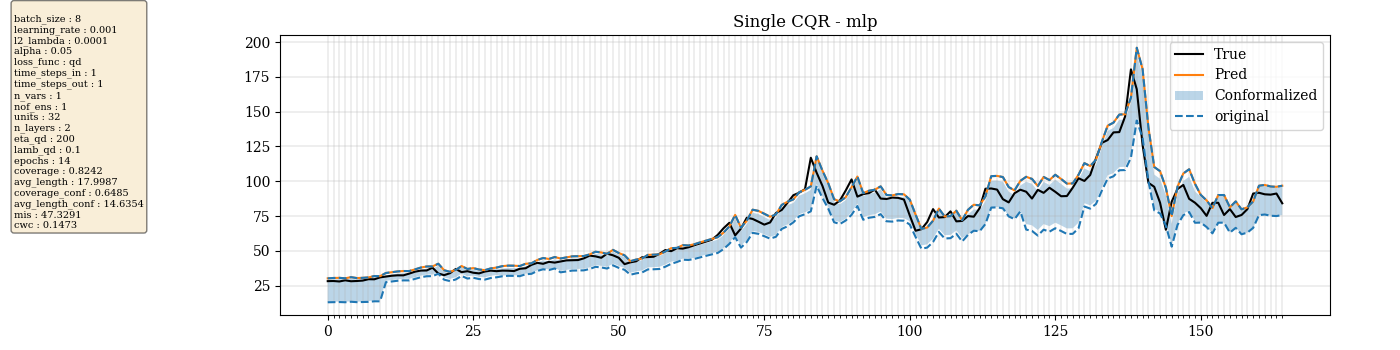 batch_size : 8
learning_rate : 0.001
l2_lambda : 0.0001
alpha : 0.05
loss_func : qd
time_steps_in : 1
time_steps_out : 1
n_vars : 1
nof_ens : 1
units : 32
n_layers : 2
eta_qd : 200
lamb_qd : 0.1
epochs : 14
coverage : 0.8242
avg_length : 17.9987
coverage_conf : 0.6485
avg_length_conf : 14.6354
mis : 47.3291
cwc : 0.1473
Single CQR - mlp
200
175
150
125
100
75
50
25
0 25 50 75 100 125 150
True
Pred
Conformalized
original